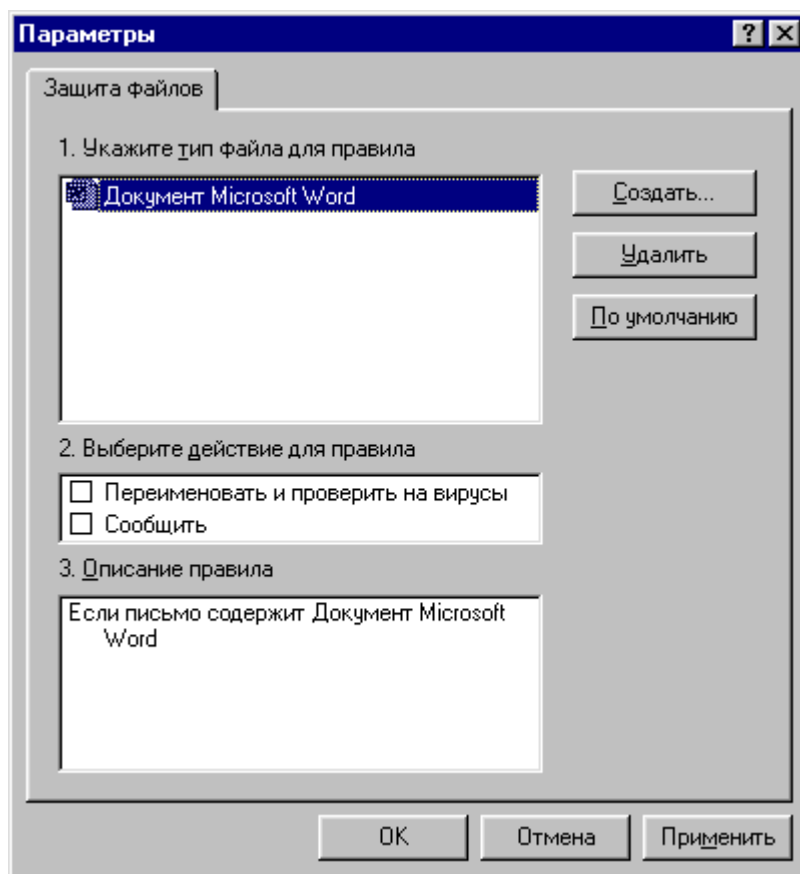 Параметры
Защита файлов
1. Укажите тип файла для правила
Документ Microsoft Word
Создать...
Удалить
По умолчанию
2. Выберите действие для правила
Переименовать и проверить на вирусы
Сообщить
3. Описание правила
Если письмо содержит Документ Microsoft
Word
OK
Отмена
Применить